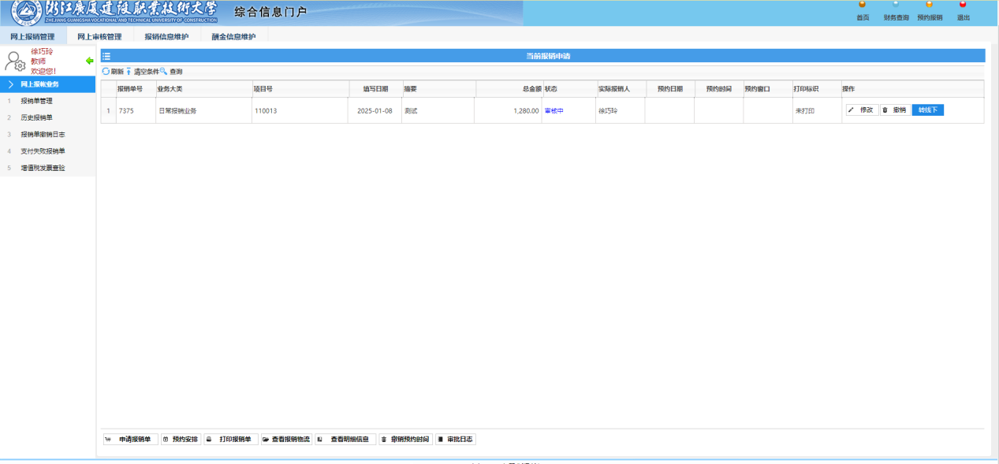 浙江广厦建设职业技术大学 综合信息门户
ZHEJIANG GUANGSHA VOCATIONAL AND TECHNICAL UNIVERSITY OF CONSTRUCTION
首页 财务查询 预约报销 退出
网上报销管理 网上审核管理 报销信息维护 酬金信息维护
徐巧玲
教师
欢迎您!
网上报帐业务
1 报销单管理
2 历史报销单
3 报销单撤销日志
4 支付失败报销单
5 增值税发票查验
当前报销申请
刷新 清空条件 查询
报销单号 业务大类 项目号 填写日期 摘要 总金额 状态 实际报销人 预约日期 预约时间 预约窗口 打印标识 操作
1 7375 日常报销业务 110013 2025-01-08 测试 1,280.00 审核中 徐巧玲 未打印 修改 撤销 转线下
申请报销单 预约安排 打印报销单 查看报销物流 查看明细信息 撤销预约时间 审批日志